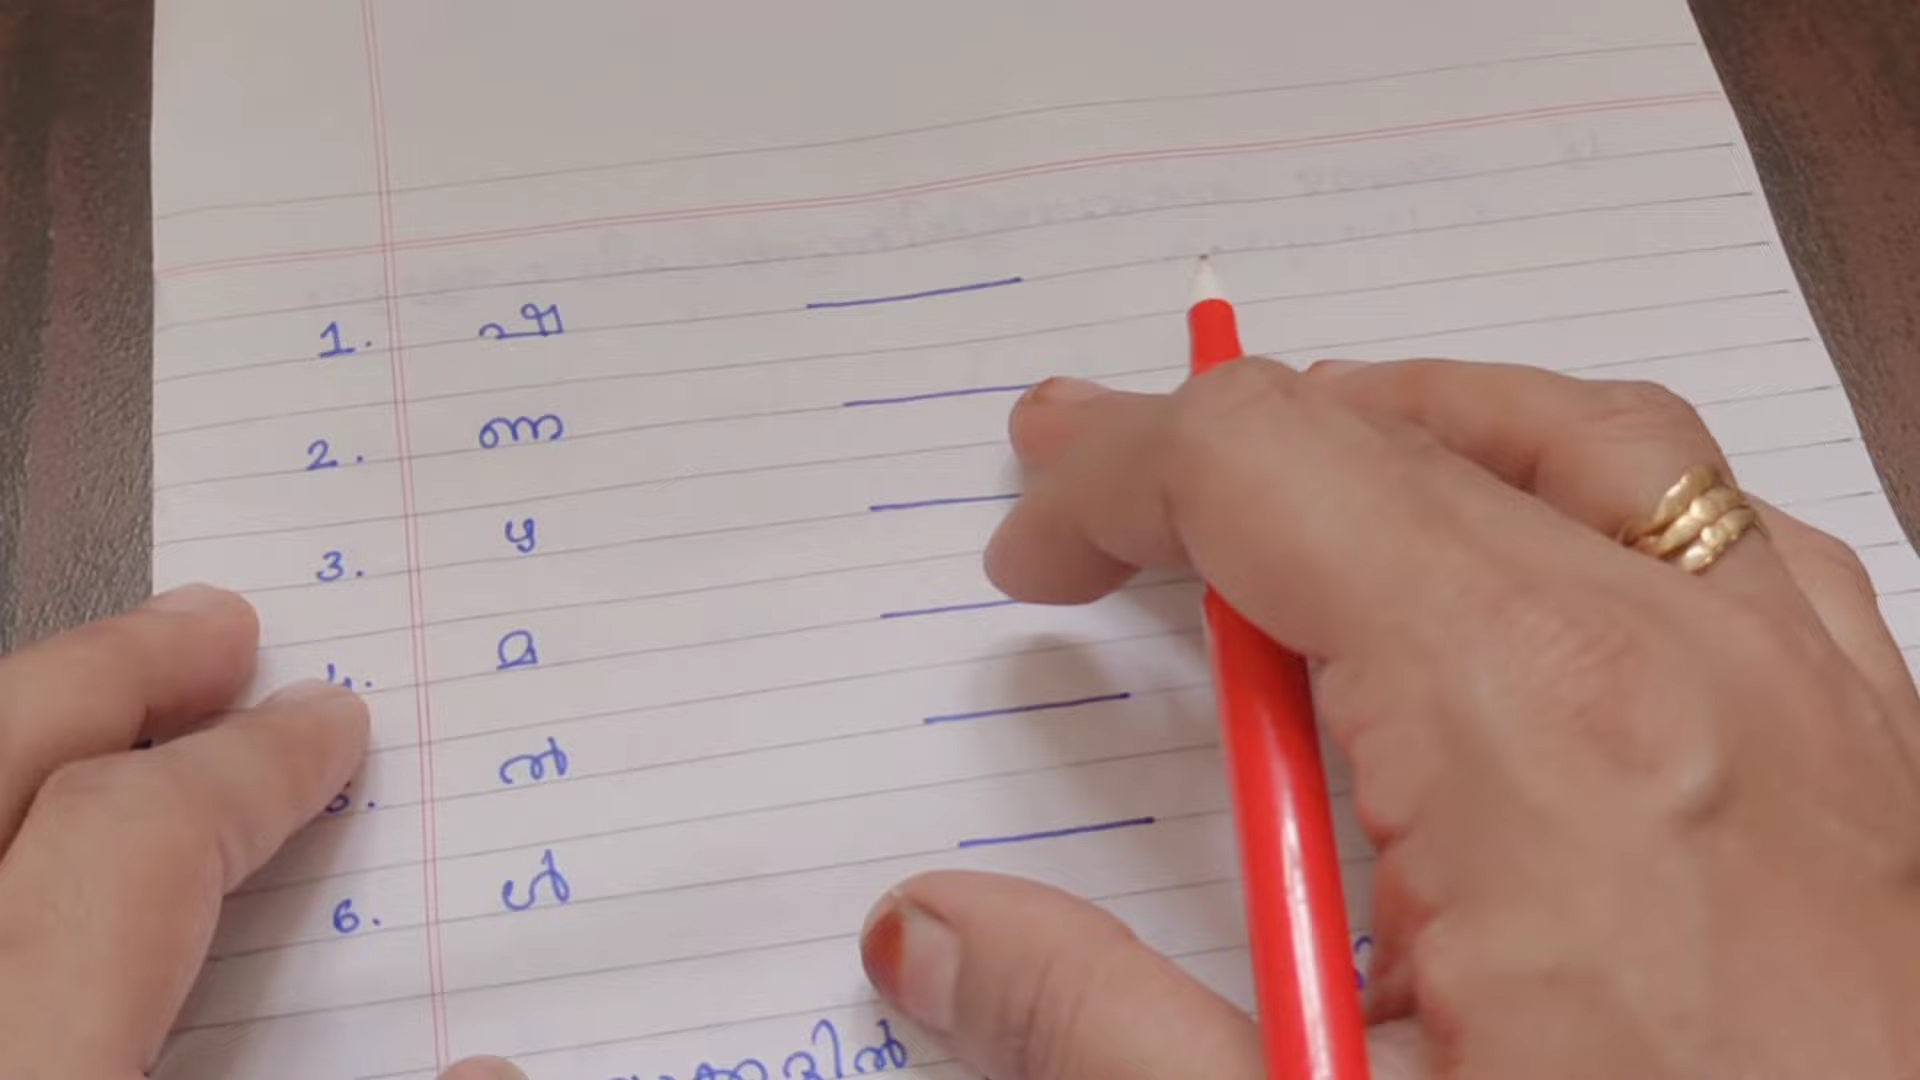 1. ഫ
2. ണ
3. ഴ
4. മ
5. ൽ
6. ൾ